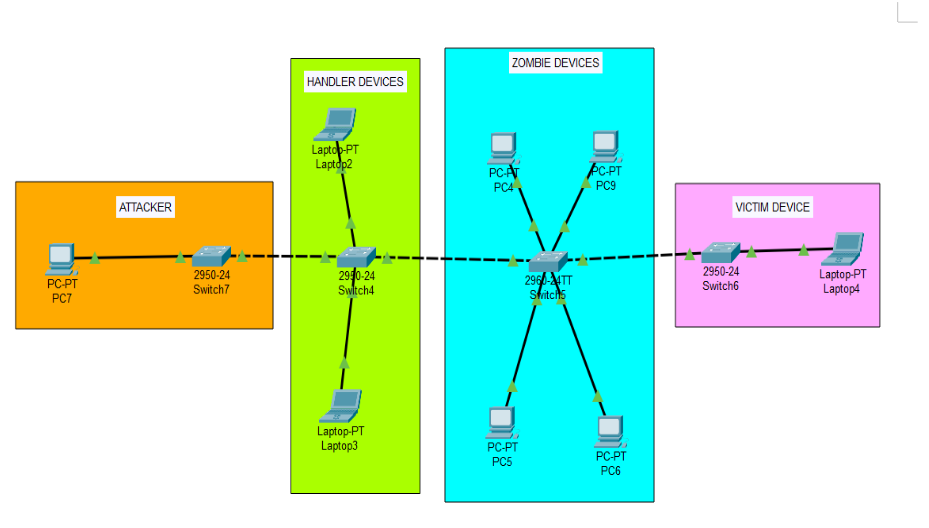 ATTACKER
PC-PT
PC7
2950-24
Switch7
HANDLER DEVICES
Laptop-PT
Laptop2
2950-24
Switch4
Laptop-PT
Laptop3
ZOMBIE DEVICES
PC-PT
PC4
PC-PT
PC9
2960-24TT
Switch5
PC-PT
PC5
PC-PT
PC6
VICTIM DEVICE
2950-24
Switch6
Laptop-PT
Laptop4